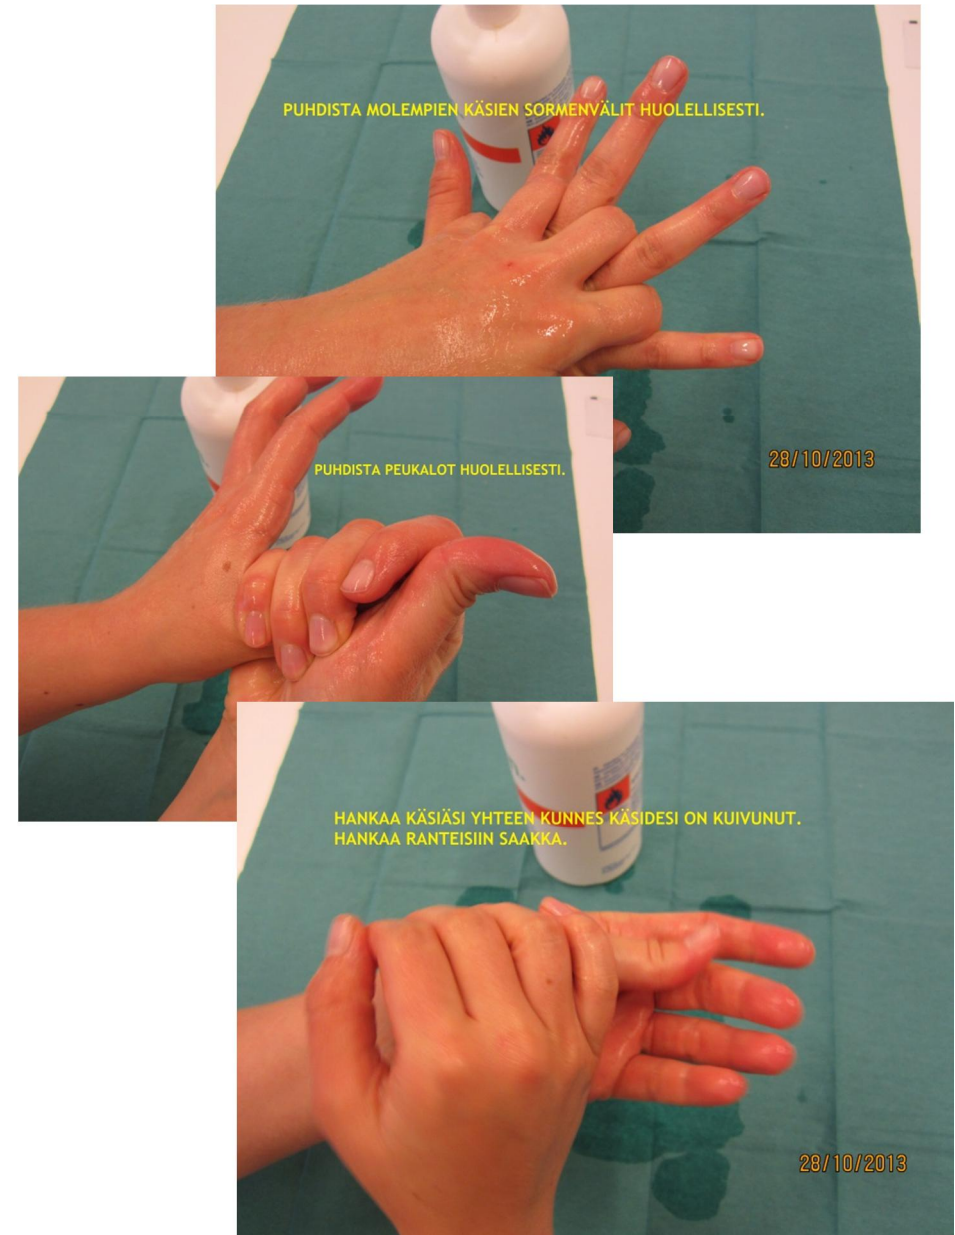 PUHDISTA MOLEMPIEN KÄSIEN SORMENVÄLIT HUOLELLISESTI.
28/10/2013
PUHDISTA PEUKALOT HUOLELLISESTI.
HANKAA KÄSIÄSI YHTEEN KUNNES KÄSIDESI ON KUIVUNUT.
HANKAA RANTEISIIN SAAKKA.
28/10/2013